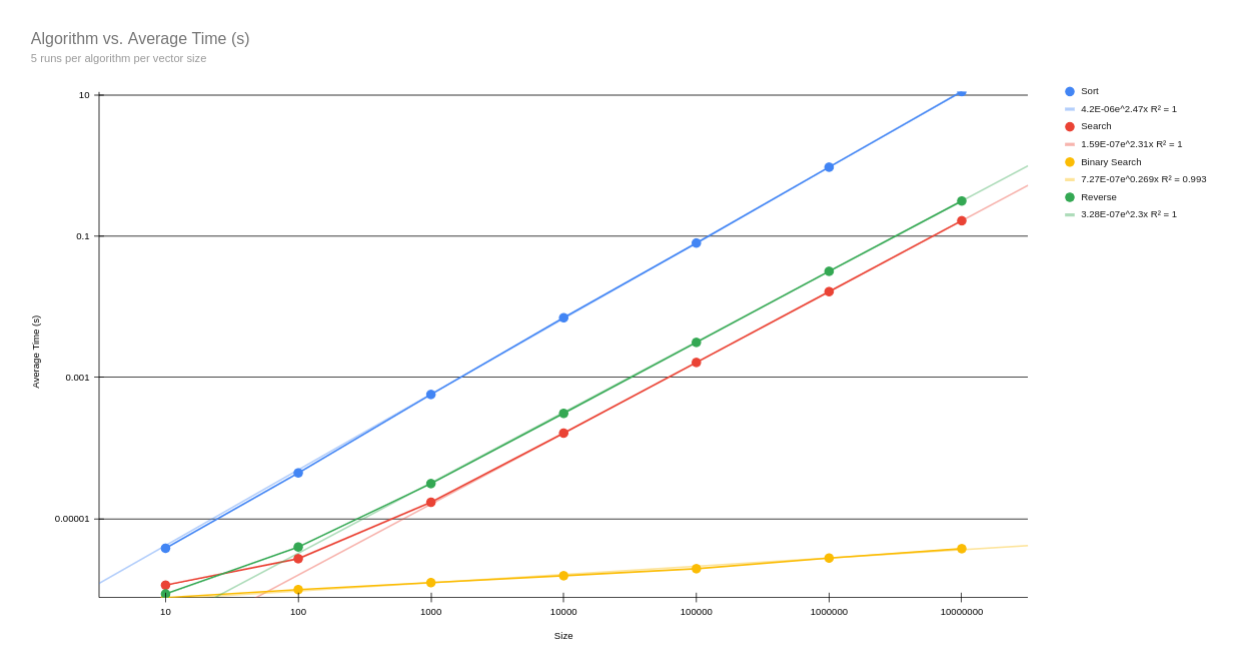 Algorithm vs. Average Time (s)
5 runs per algorithm per vector size
10
0.1
0.001
0.00001
Average Time (s)
10
100
1000
10000
100000
1000000
10000000
Size
Sort
4.2E-06e^2.47x R² = 1
Search
1.59E-07e^2.31x R² = 1
Binary Search
7.27E-07e^0.269x R² = 0.993
Reverse
3.28E-07e^2.3x R² = 1